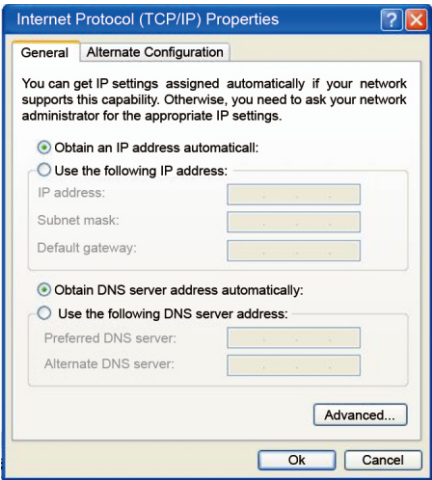 Internet Protocol (TCP/IP) Properties
?
X
General
Alternate Configuration
You can get IP settings assigned automatically if your network
supports this capability. Otherwise, you need to ask your network
administrator for the appropriate IP settings.
Obtain an IP address automaticall:
Use the following IP address:
IP address:
Subnet mask:
Default gateway:
Obtain DNS server address automatically:
Use the following DNS server address:
Preferred DNS server:
Alternate DNS server:
Advanced...
Ok
Cancel